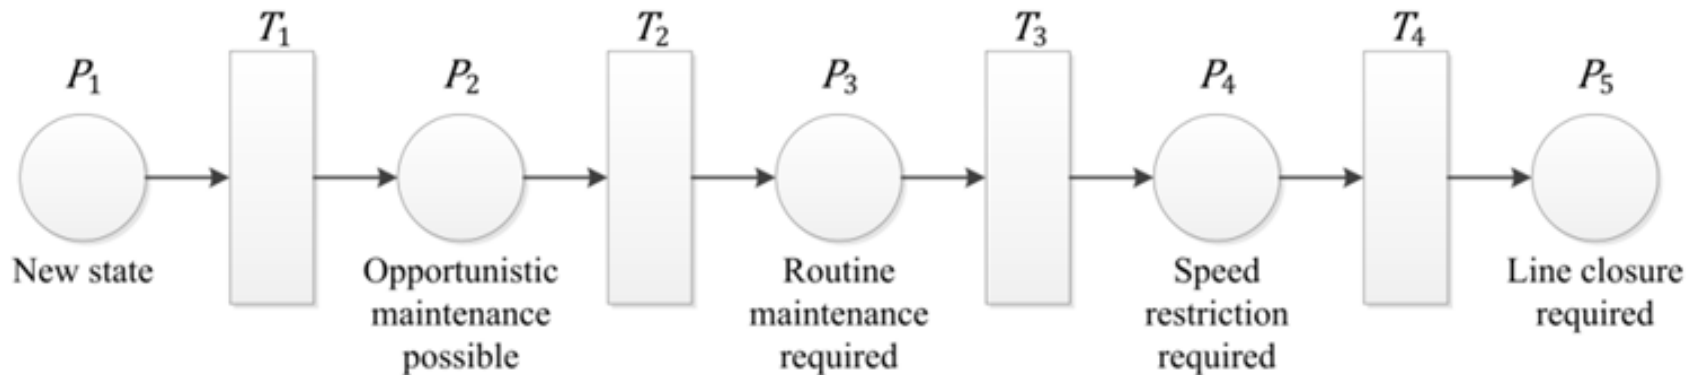 T₁
T₂
T₃
T₄
P₁
P₂
P₃
P₄
P₅
New state
Opportunistic
maintenance
possible
Routine
maintenance
required
Speed
restriction
required
Line closure
required